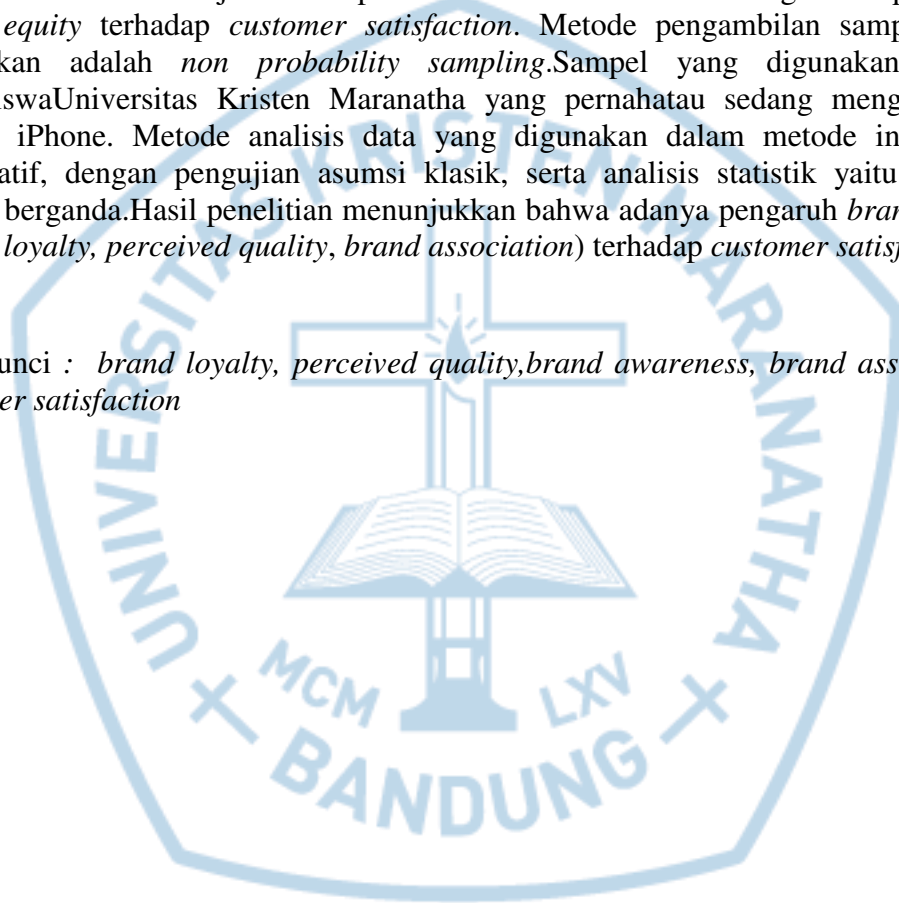 equity terhadap customer satisfaction. Metode pengambilan samp
kan adalah non probability sampling.Sampel yang digunakan
iswaUniversitas Kristen Maranatha yang pernahatau sedang meng
iPhone. Metode analisis data yang digunakan dalam metode in
atif, dengan pengujian asumsi klasik, serta analisis statistik yaitu
berganda.Hasil penelitian menunjukkan bahwa adanya pengaruh bran
loyalty, perceived quality, brand association) terhadap customer satisf
unci : brand loyalty, perceived quality,brand awareness, brand ass
er satisfaction
UNIVERSITAS KRISTEN MARANATHA
MCM LXV
BANDUNG